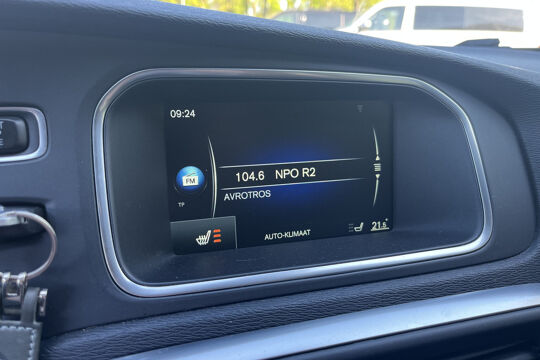 09:24
104.6 NPO R2
FM
AVROTROS
TP
AUTO-KLIMAAT
21.5°